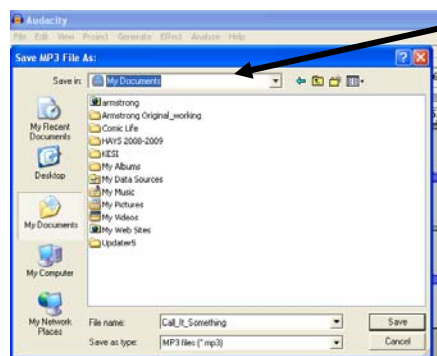 Audacity
File Edit View Project Generate Effect Analyze Help
Save MP3 File As:
Save in: My Documents
My Recent Documents
Desktop
My Documents
My Computer
My Network Places
armstrong
Armstrong Original_working
Comic Life
HAYS 2008-2009
KESI
My Albums
My Data Sources
My Music
My Pictures
My Videos
My Web Sites
Updater5
File name: Call_It_Something Save
Save as type: MP3 files (*.mp3) Cancel